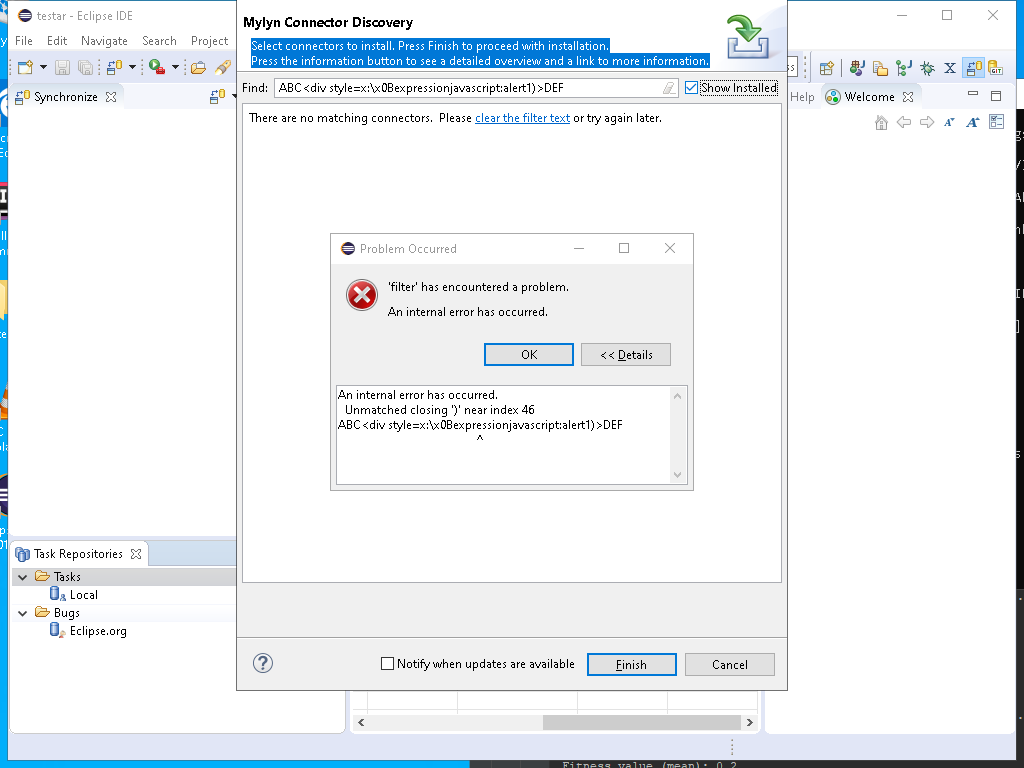 testar - Eclipse IDE
File Edit Navigate Search Project
Synchronize
Mylyn Connector Discovery
Select connectors to install. Press Finish to proceed with installation.
Press the information button to see a detailed overview and a link to more information.
Find: ABC<div style=x:\x0Bexpressionjavascript:alert1)>DEF Show Installed
There are no matching connectors. Please clear the filter text or try again later.
Help
Welcome
Problem Occurred
'filter' has encountered a problem.
An internal error has occurred.
OK << Details
An internal error has occurred.
Unmatched closing ')' near index 46
ABC<div style=x:\x0Bexpressionjavascript:alert1)>DEF
^
Task Repositories
Tasks
Local
Bugs
Eclipse.org
Notify when updates are available Finish Cancel
Fitness value (mean): 0.2